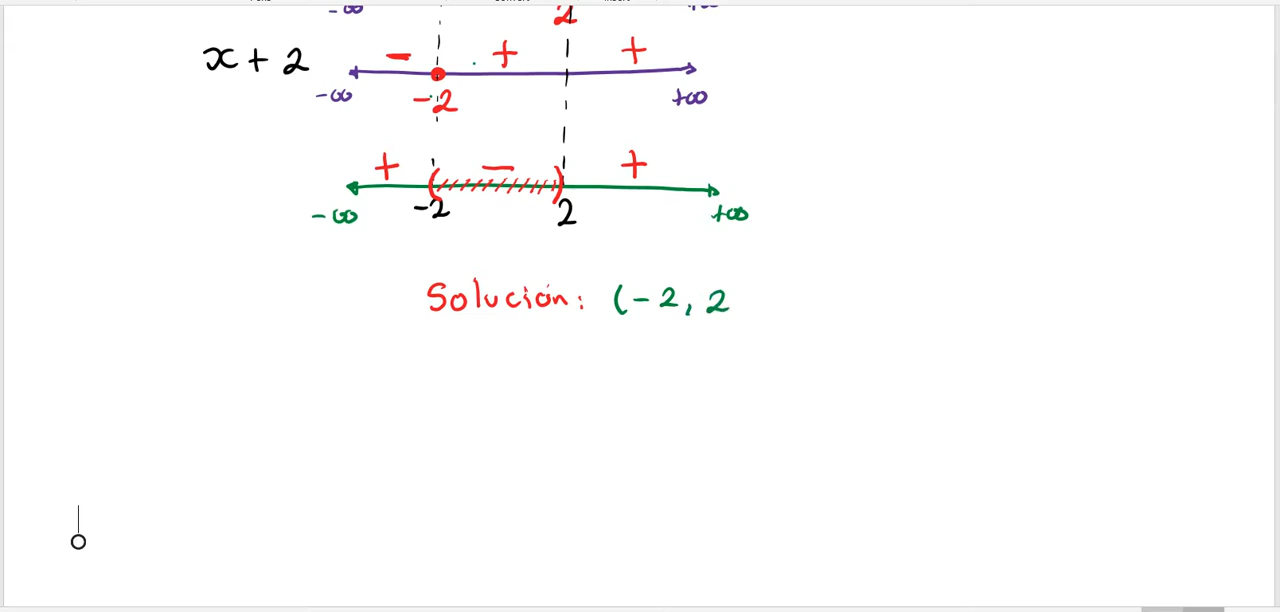 -∞ 2 +∞
x + 2 - + +
-∞ -2 +∞
+ - +
-∞ -2 2 +∞
Solución: (-2, 2